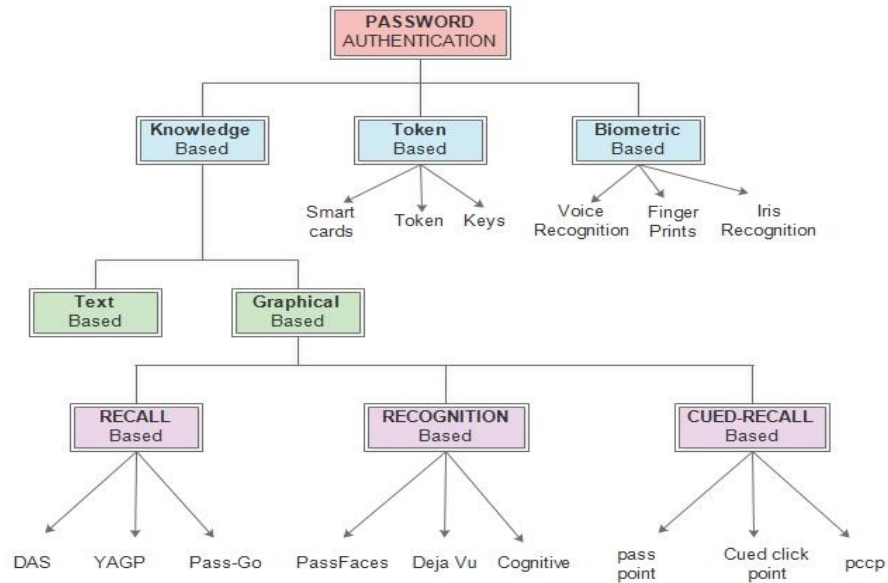 PASSWORD
AUTHENTICATION
Knowledge
Based
Token
Based
Biometric
Based
Smart
cards
Token
Keys
Voice
Recognition
Finger
Prints
Iris
Recognition
Text
Based
Graphical
Based
RECALL
Based
RECOGNITION
Based
CUED-RECALL
Based
DAS
YAGP
Pass-Go
PassFaces
Deja Vu
Cognitive
pass
point
Cued click
point
pccp